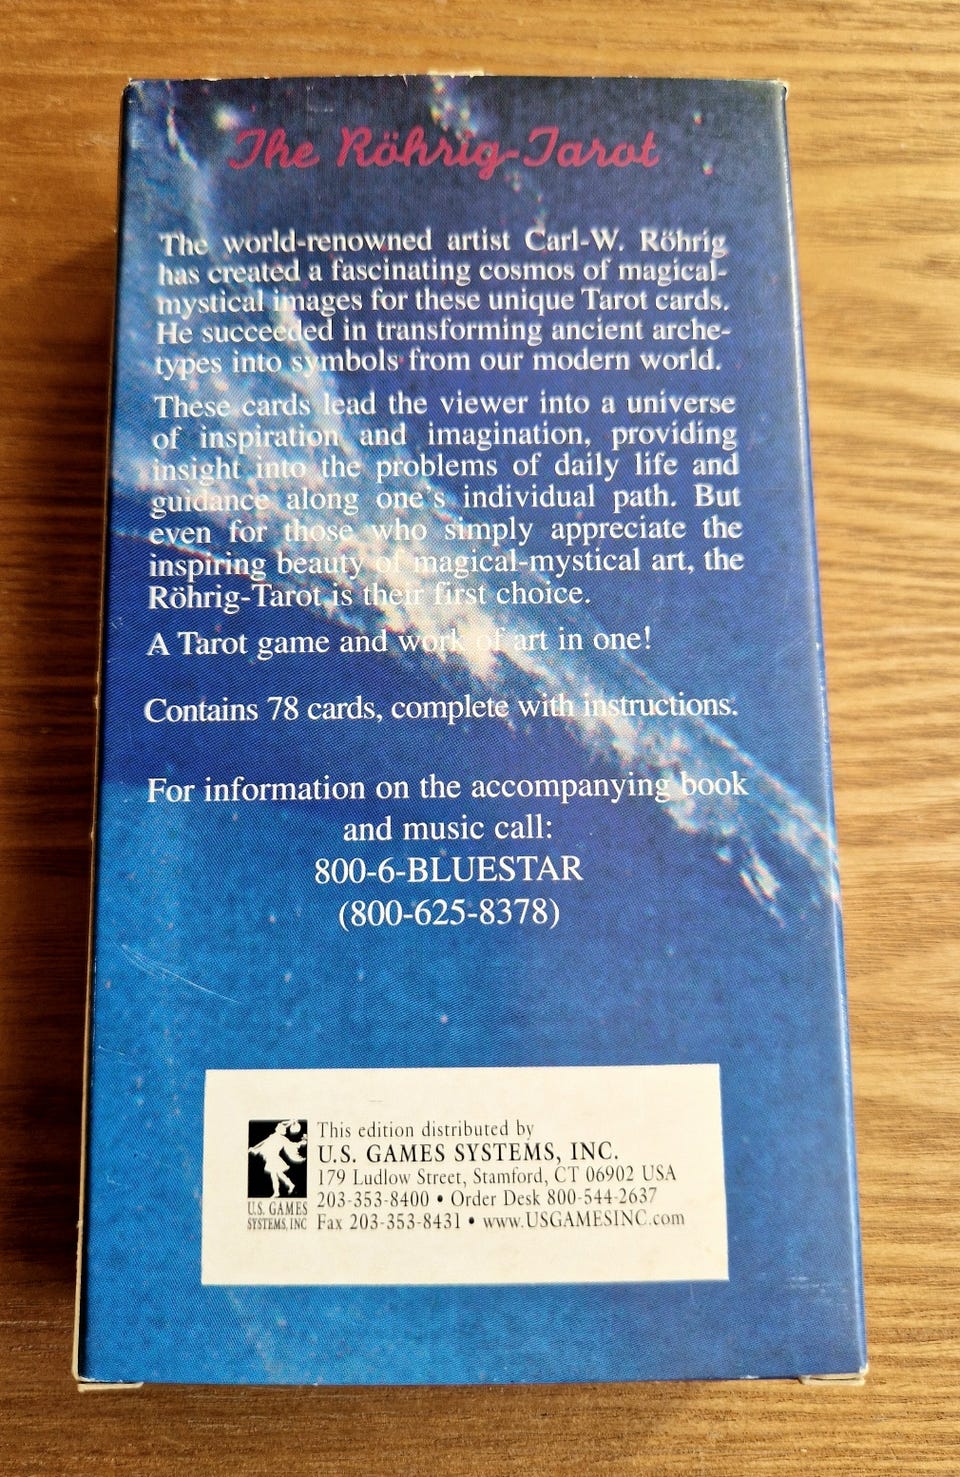 The Röhrig-Tarot
The world-renowned artist Carl-W. Röhrig
has created a fascinating cosmos of magical-
mystical images for these unique Tarot cards.
He succeeded in transforming ancient arche-
types into symbols from our modern world.
These cards lead the viewer into a universe
of inspiration and imagination, providing
insight into the problems of daily life and
guidance along one's individual path. But
even for those who simply appreciate the
inspiring beauty of magical-mystical art, the
Röhrig-Tarot is their first choice.
A Tarot game and work of art in one!
Contains 78 cards, complete with instructions.
For information on the accompanying book
and music call:
800-6-BLUESTAR
(800-625-8378)
This edition distributed by
U.S. GAMES SYSTEMS, INC.
179 Ludlow Street, Stamford, CT 06902 USA
203-353-8400 • Order Desk 800-544-2637
Fax 203-353-8431 • www.USGAMESINC.com
U.S. GAMES
SYSTEMS, INC